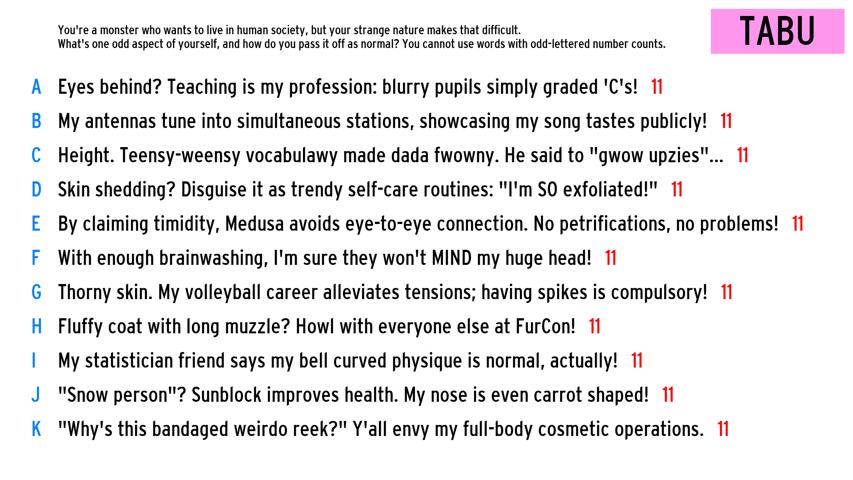 You're a monster who wants to live in human society, but your strange nature makes that difficult.
What's one odd aspect of yourself, and how do you pass it off as normal? You cannot use words with odd-lettered number counts.
TABU
A Eyes behind? Teaching is my profession: blurry pupils simply graded 'C's! 11
B My antennas tune into simultaneous stations, showcasing my song tastes publicly! 11
C Height. Teensy-weensy vocabulawy made dada fwowny. He said to "gwow upzies"... 11
D Skin shedding? Disguise it as trendy self-care routines: "I'm SO exfoliated!" 11
E By claiming timidity, Medusa avoids eye-to-eye connection. No petrifications, no problems! 11
F With enough brainwashing, I'm sure they won't MIND my huge head! 11
G Thorny skin. My volleyball career alleviates tensions; having spikes is compulsory! 11
H Fluffy coat with long muzzle? Howl with everyone else at FurCon! 11
I My statistician friend says my bell curved physique is normal, actually! 11
J "Snow person"? Sunblock improves health. My nose is even carrot shaped! 11
K "Why's this bandaged weirdo reek?" Y'all envy my full-body cosmetic operations. 11